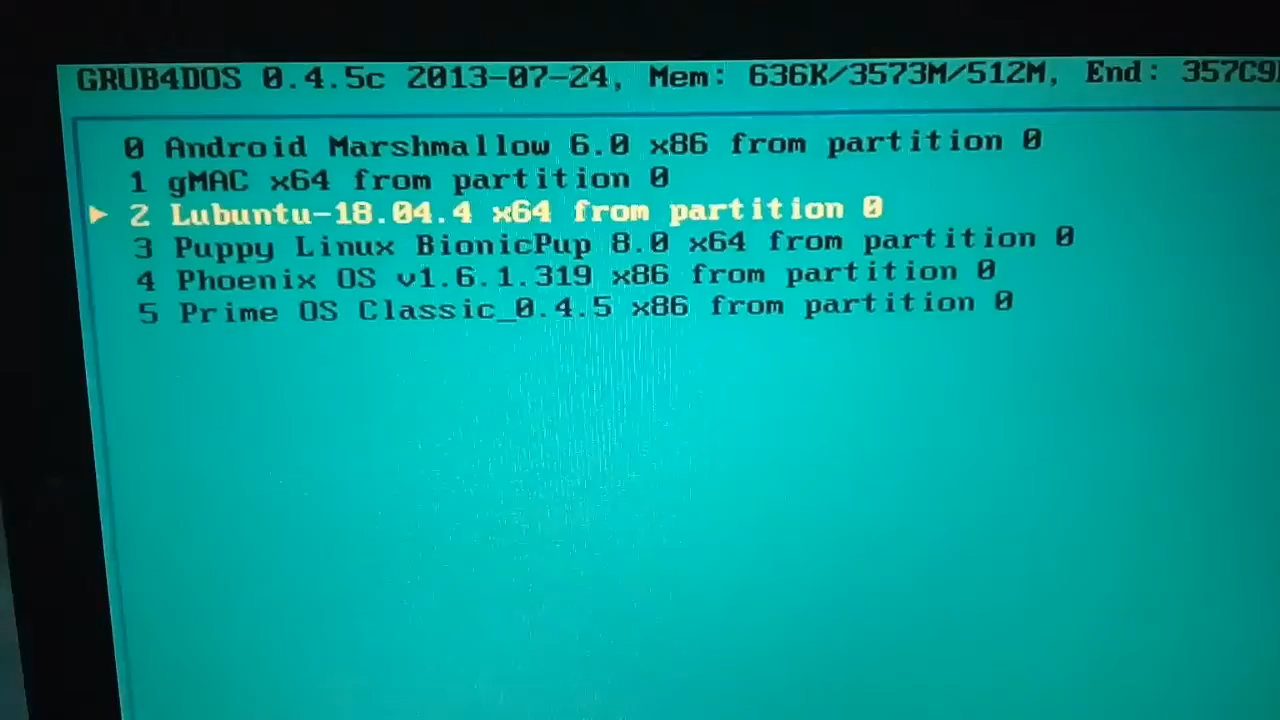 GRUB4DOS 0.4.5c 2013-07-24, Mem: 636K/3573M/512M, End: 357C9
0 Android Marshmallow 6.0 x86 from partition 0
1 gMAC x64 from partition 0
2 Lubuntu-18.04.4 x64 from partition 0
3 Puppy Linux BionicPup 8.0 x64 from partition 0
4 Phoenix OS v1.6.1.319 x86 from partition 0
5 Prime OS Classic_0.4.5 x86 from partition 0